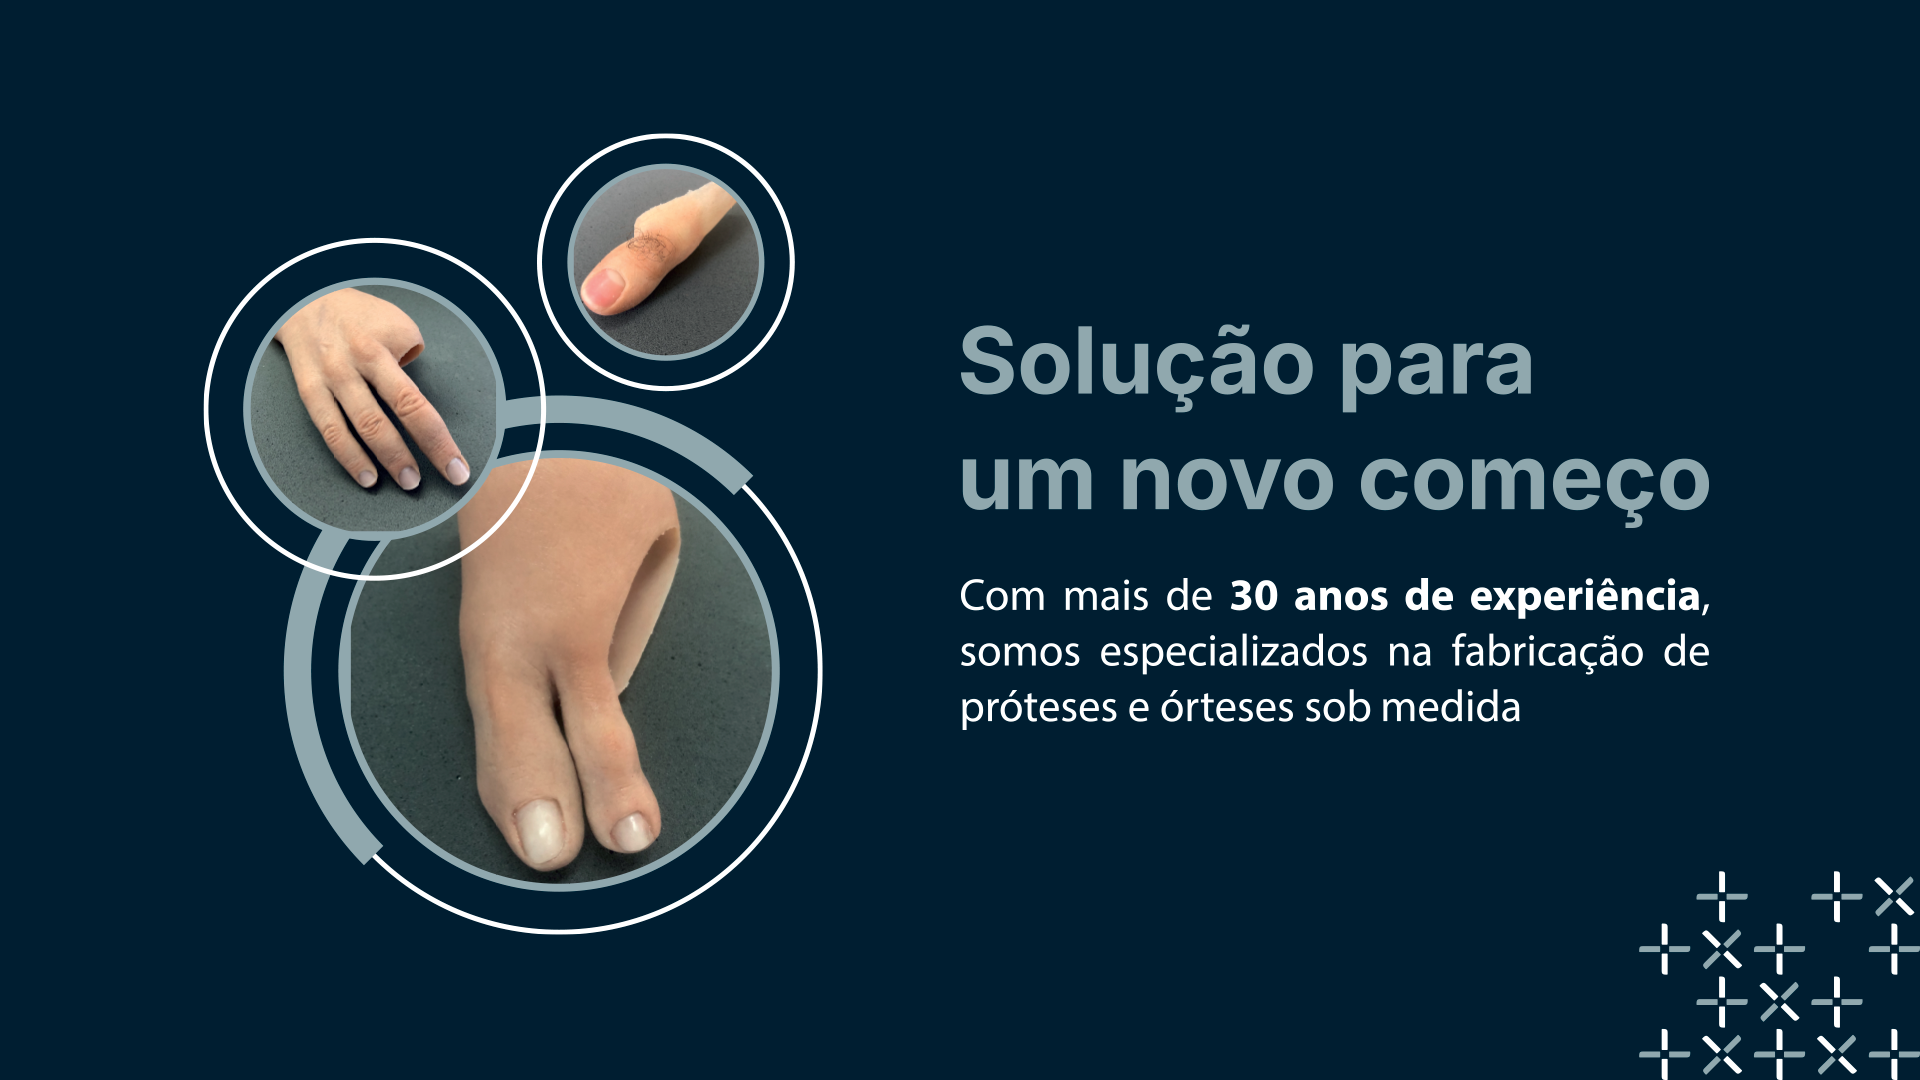 Solução para
um novo começo
Com mais de 30 anos de experiência,
somos especializados na fabricação de
próteses e órteses sob medida